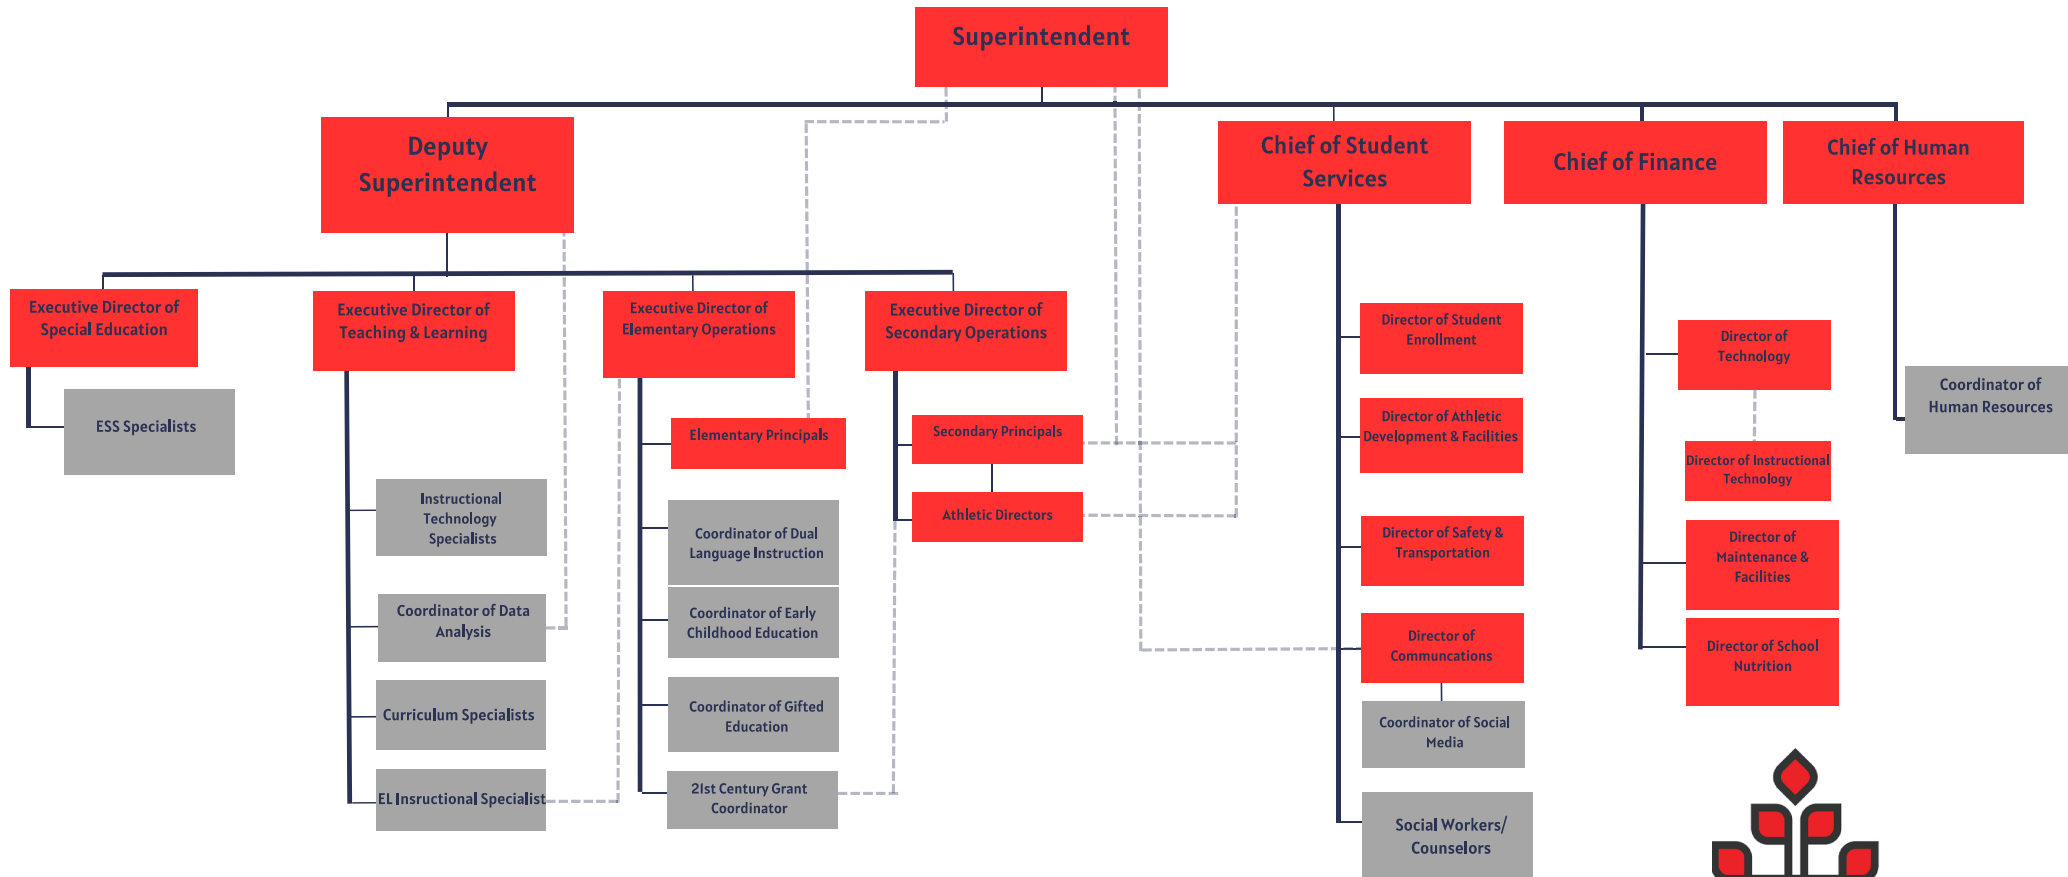 Superintendent
Deputy
Superintendent
Chief of Student
Services
Chief of Finance
Chief of Human
Resources
Executive Director of
Special Education
Executive Director of
Teaching & Learning
Executive Director of
Elementary Operations
Executive Director of
Secondary Operations
ESS Specialists
Instructional
Technology
Specialists
Coordinator of Data
Analysis
Curriculum Specialists
EL Insructional Specialist
Elementary Principals
Coordinator of Dual
Language Instruction
Coordinator of Early
Childhood Education
Coordinator of Gifted
Education
21st Century Grant
Coordinator
Secondary Principals
Athletic Directors
Director of Student
Enrollment
Director of Athletic
Development & Facilities
Director of Safety &
Transportation
Director of
Communcations
Coordinator of Social
Media
Social Workers/
Counselors
Director of
Technology
Director of Instructional
Technology
Director of
Maintenance &
Facilities
Director of School
Nutrition
Coordinator of
Human Resources